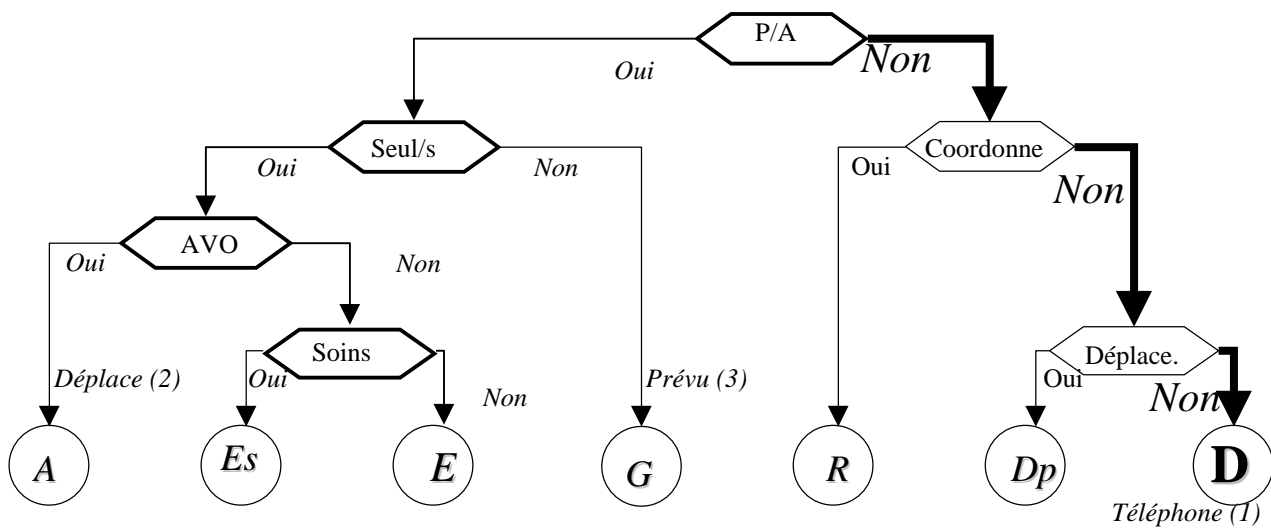 P/A
Oui
Non
Seul/s
Coordonne
Oui
Non
Oui
Non
AVO
Oui
Non
Soins
Déplace.
Déplace (2)
Oui
Non
Prévu (3)
Oui
Non
A
Es
E
G
R
Dp
D
Téléphone (1)